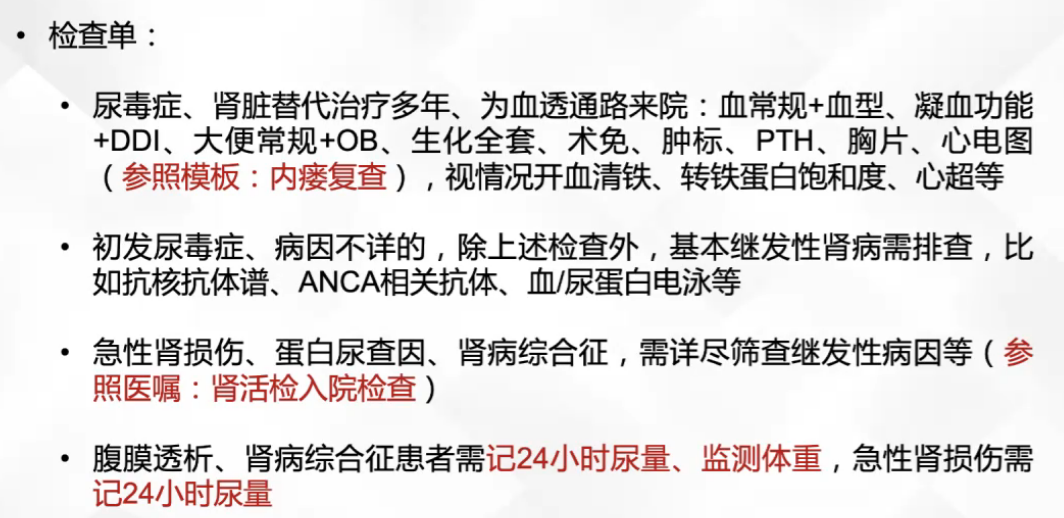 • 检查单：
• 尿毒症、肾脏替代治疗多年、为血透通路来院：血常规+血型、凝血功能
+DDI、大便常规+OB、生化全套、术免、肿标、PTH、胸片、心电图
（参照模板：内瘘复查），视情况开血清铁、转铁蛋白饱和度、心超等
• 初发尿毒症、病因不详的，除上述检查外，基本继发性肾病需排查，比
如抗核抗体谱、ANCA相关抗体、血/尿蛋白电泳等
• 急性肾损伤、蛋白尿查因、肾病综合征，需详尽筛查继发性病因等（参
照医嘱：肾活检入院检查）
• 腹膜透析、肾病综合征患者需记24小时尿量、监测体重，急性肾损伤需
记24小时尿量